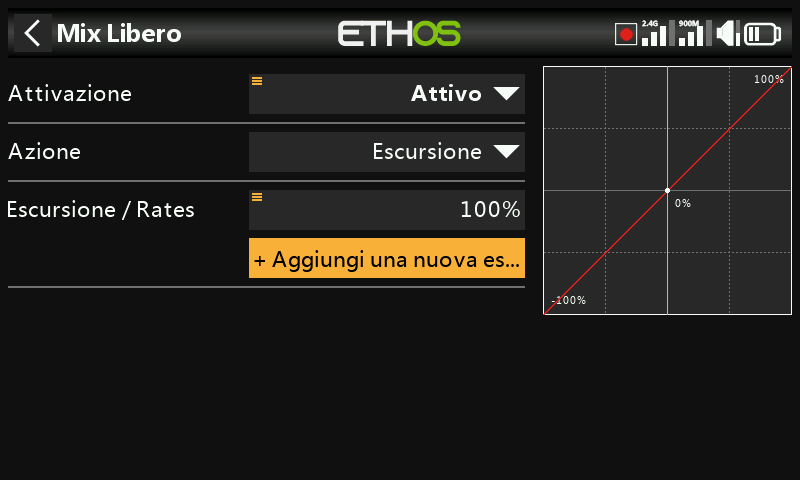 Mix Libero
ETHOS
2.4G
900M
Attivazione
Attivo
Azione
Escursione
Escursione / Rates
100%
+ Aggiungi una nuova es...
100%
0%
-100%